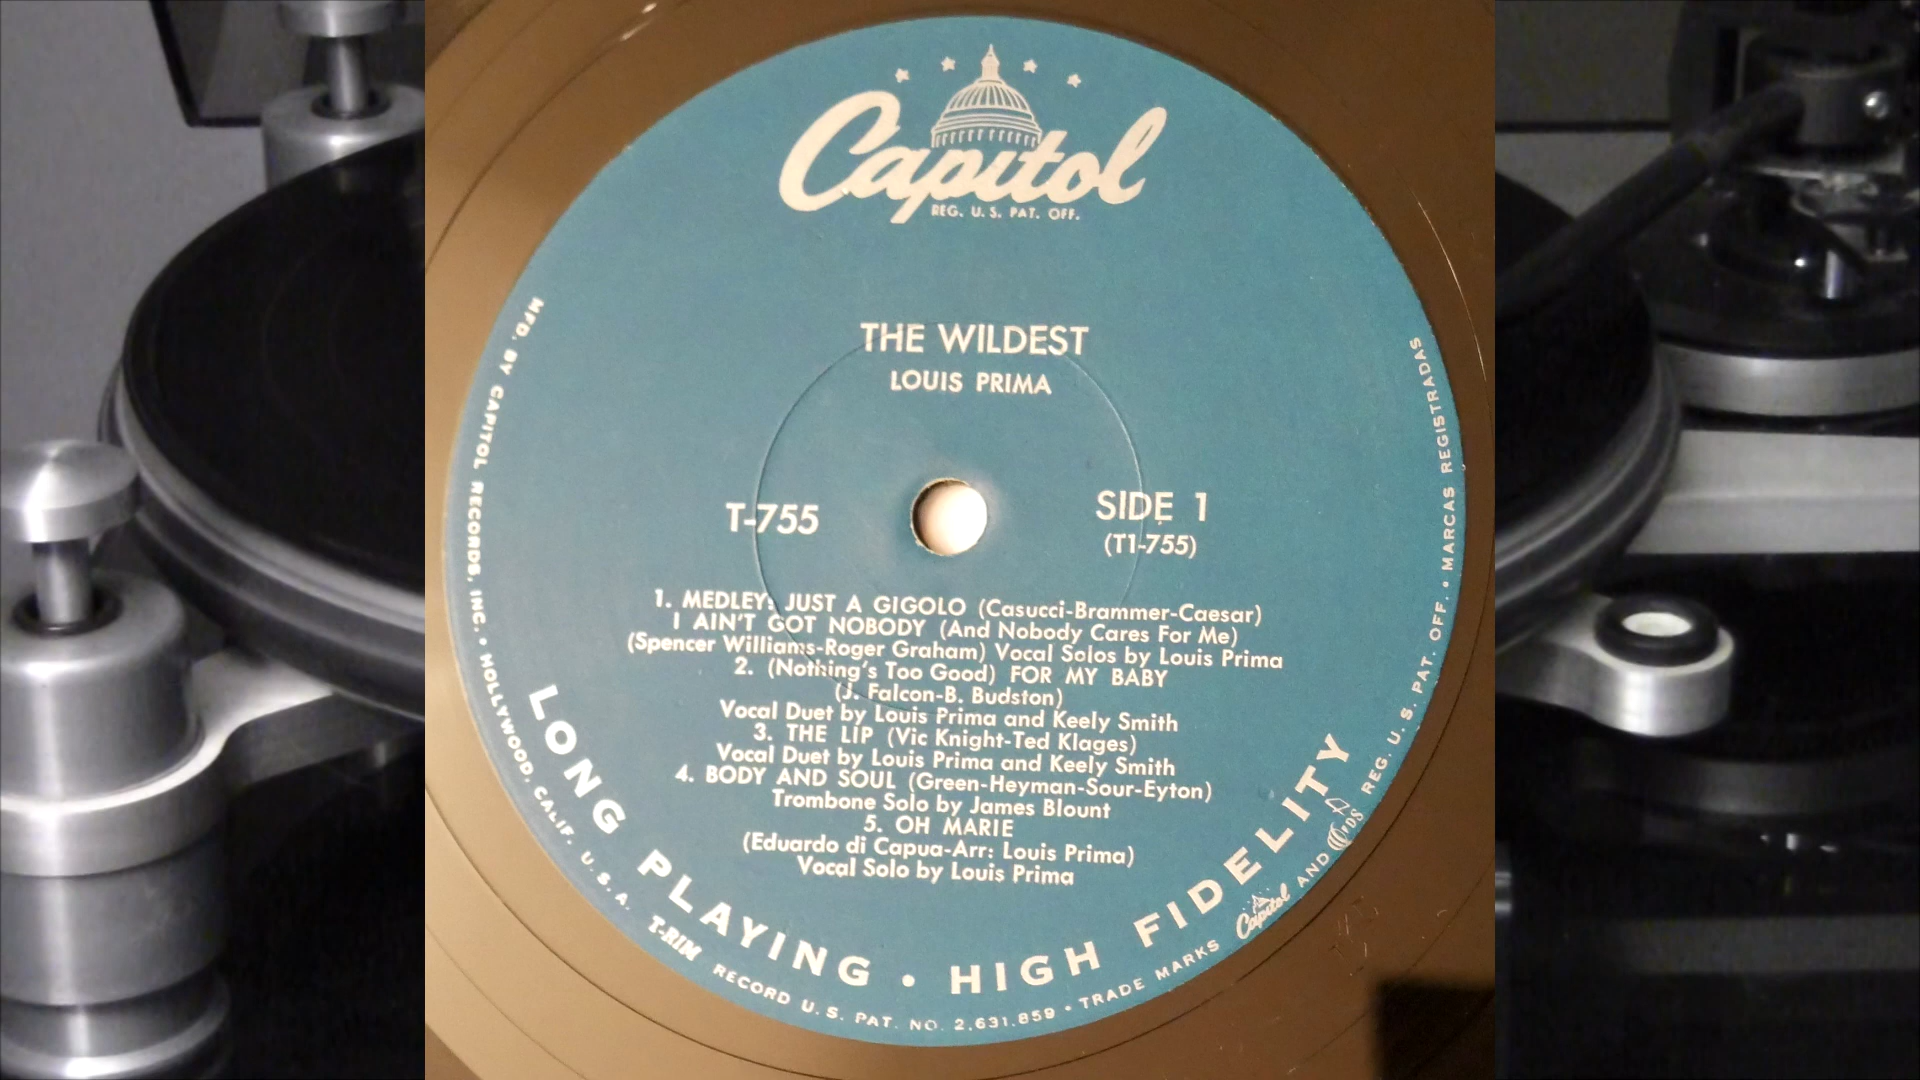 Capitol
REG. U.S. PAT. OFF.
THE WILDEST
LOUIS PRIMA
T-755
SIDE 1
(T1-755)
1. MEDLEY: JUST A GIGOLO (Casucci-Brammer-Caesar)
I AIN'T GOT NOBODY (And Nobody Cares For Me)
(Spencer Williams-Roger Graham) Vocal Solos by Louis Prima
2. (Nothing's Too Good) FOR MY BABY
(J. Falcon-B. Budston)
Vocal Duet by Louis Prima and Keely Smith
3. THE LIP (Vic Knight-Ted Klages)
Vocal Duet by Louis Prima and Keely Smith
4. BODY AND SOUL (Green-Heyman-Sour-Eyton)
Trombone Solo by James Blount
5. OH MARIE
(Eduardo di Capua-Arr: Louis Prima)
Vocal Solo by Louis Prima
LONG PLAYING • HIGH FIDELITY
MFD. BY CAPITOL RECORDS, INC. • HOLLYWOOD, CALIF. U.S.A. T-RIM RECORD U.S. PAT. NO. 2,631,859 • TRADE MARKS Capitol AND REG. U.S. PAT. OFF. • MARCAS REGISTRADAS